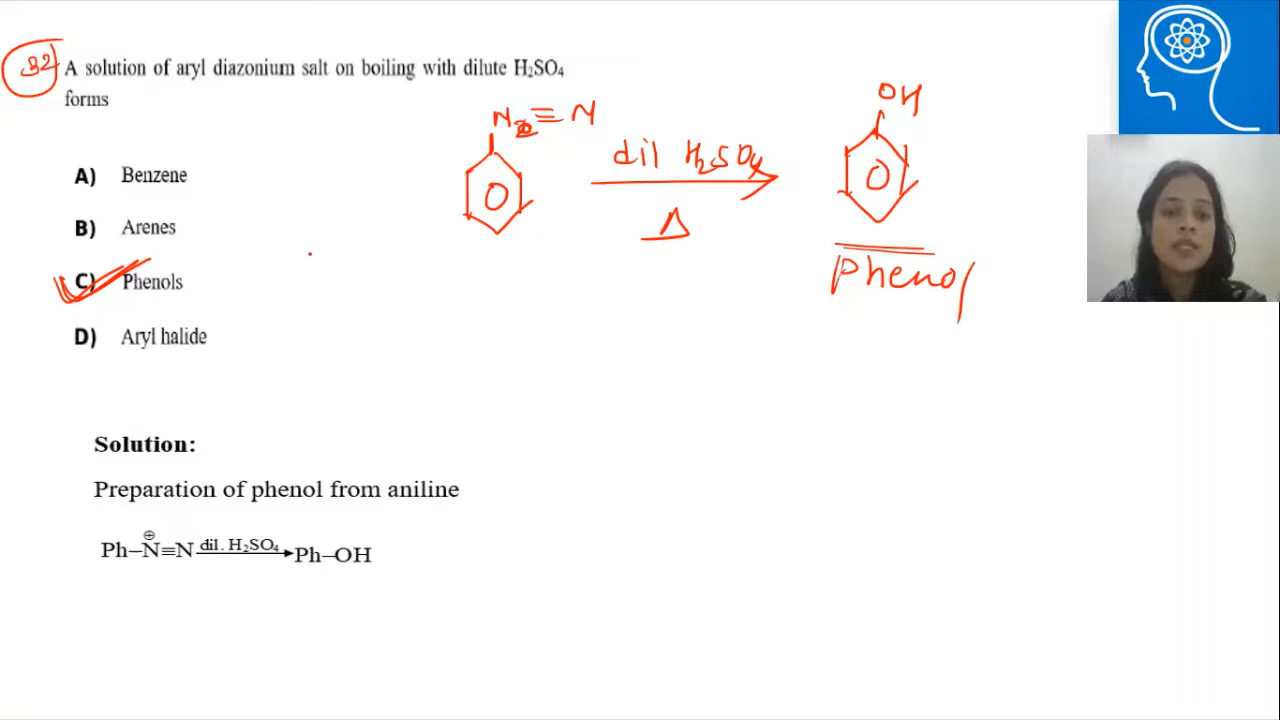 32
A solution of aryl diazonium salt on boiling with dilute H₂SO₄
forms
A) Benzene
B) Arenes
C) Phenols
D) Aryl halide
N ≡ N
dil H₂SO₄
Δ
OH
Phenol
Solution:
Preparation of phenol from aniline
Ph–N⊕≡N dil. H₂SO₄→ Ph–OH